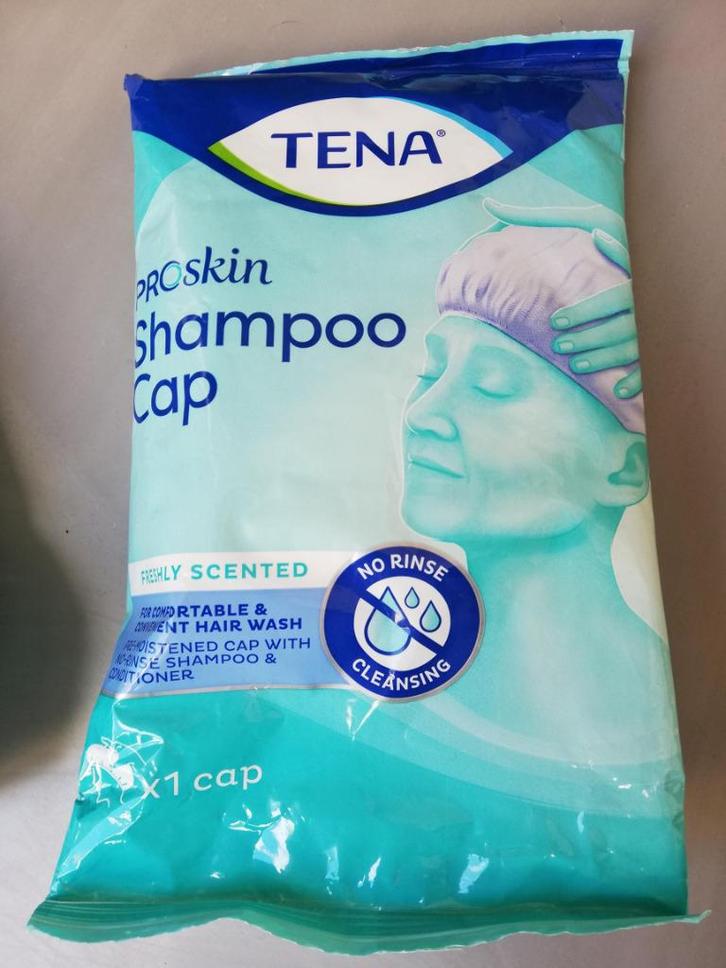 TENA®
PROskin
Shampoo
Cap
FRESHLY SCENTED
FOR COMFORTABLE &
CONVENIENT HAIR WASH
PRE-MOISTENED CAP WITH
NO-RINSE SHAMPOO &
CONDITIONER
NO RINSE
CLEANSING
x1 cap